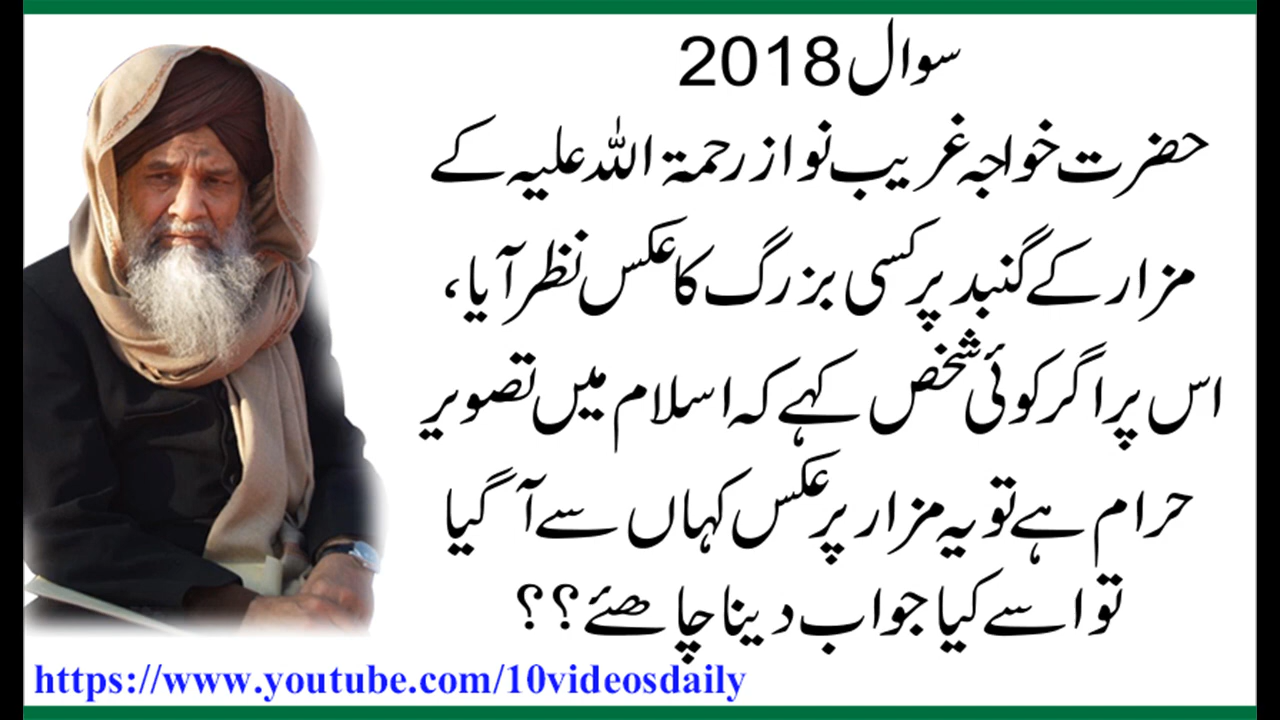 سوال 2018
حضرت خواجہ غریب نواز رحمۃ اللہ علیہ کے
مزار کے گنبد پر کسی بزرگ کا عکس نظر آیا،
اس پر اگر کوئی شخص کہے کہ اسلام میں تصویر
حرام ہے تو یہ مزار پر عکس کہاں سے آ گیا
تو اسے کیا جواب دینا چاھئے؟؟
https://www.youtube.com/10videosdaily